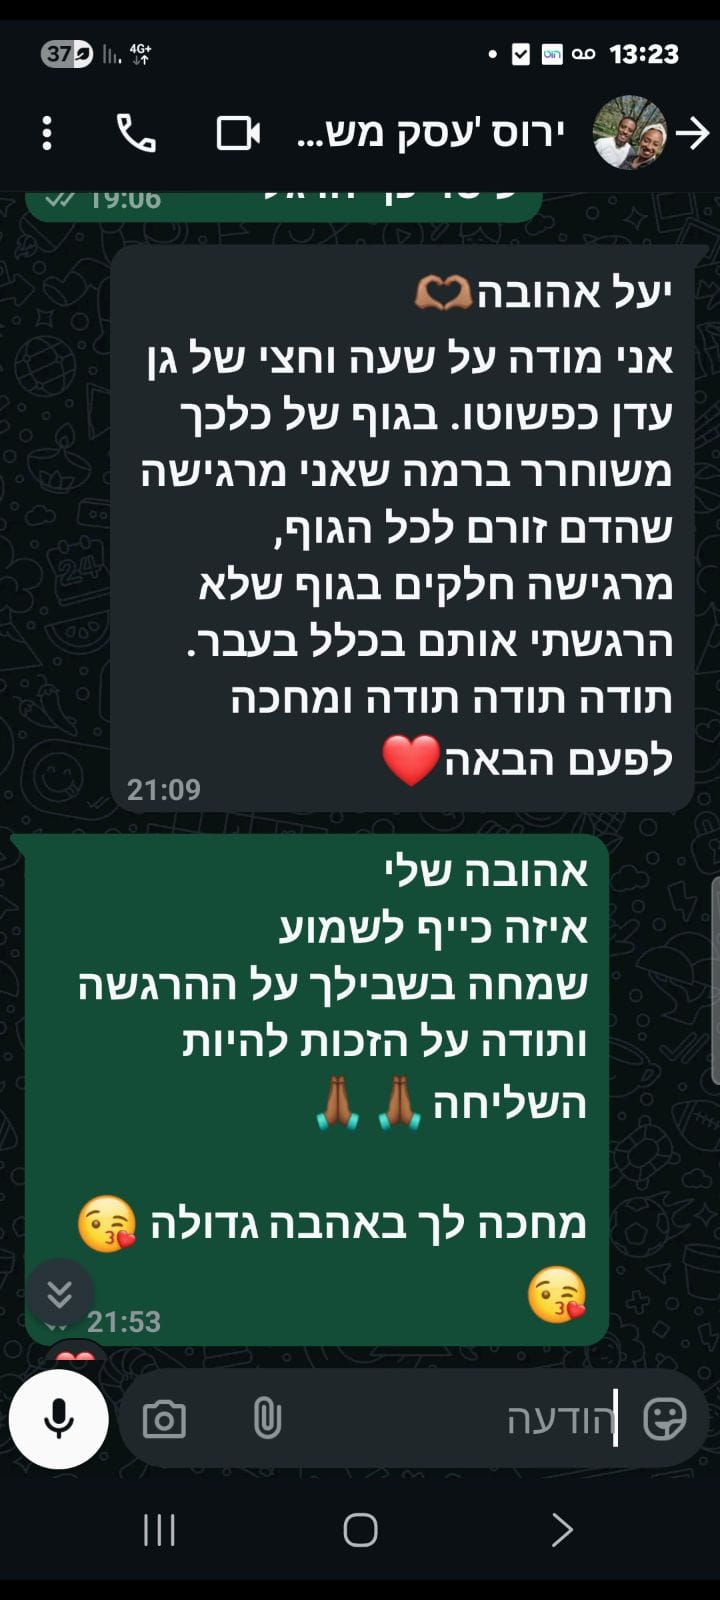 37 4G+ 13:23
ירוס 'עסק מש...
19:06
יעל אהובה🫶🏽
אני מודה על שעה וחצי של גן
עדן כפשוטו. בגוף של כלכך
משוחרר ברמה שאני מרגישה
שהדם זורם לכל הגוף,
מרגישה חלקים בגוף שלא
הרגשתי אותם בכלל בעבר.
תודה תודה תודה ומחכה
לפעם הבאה❤️
21:09
אהובה שלי
איזה כייף לשמוע
שמחה בשבילך על ההרגשה
ותודה על הזכות להיות
השליחה 🙏🏾 🙏🏾
מחכה לך באהבה גדולה 😘
😘
21:53
הודעה